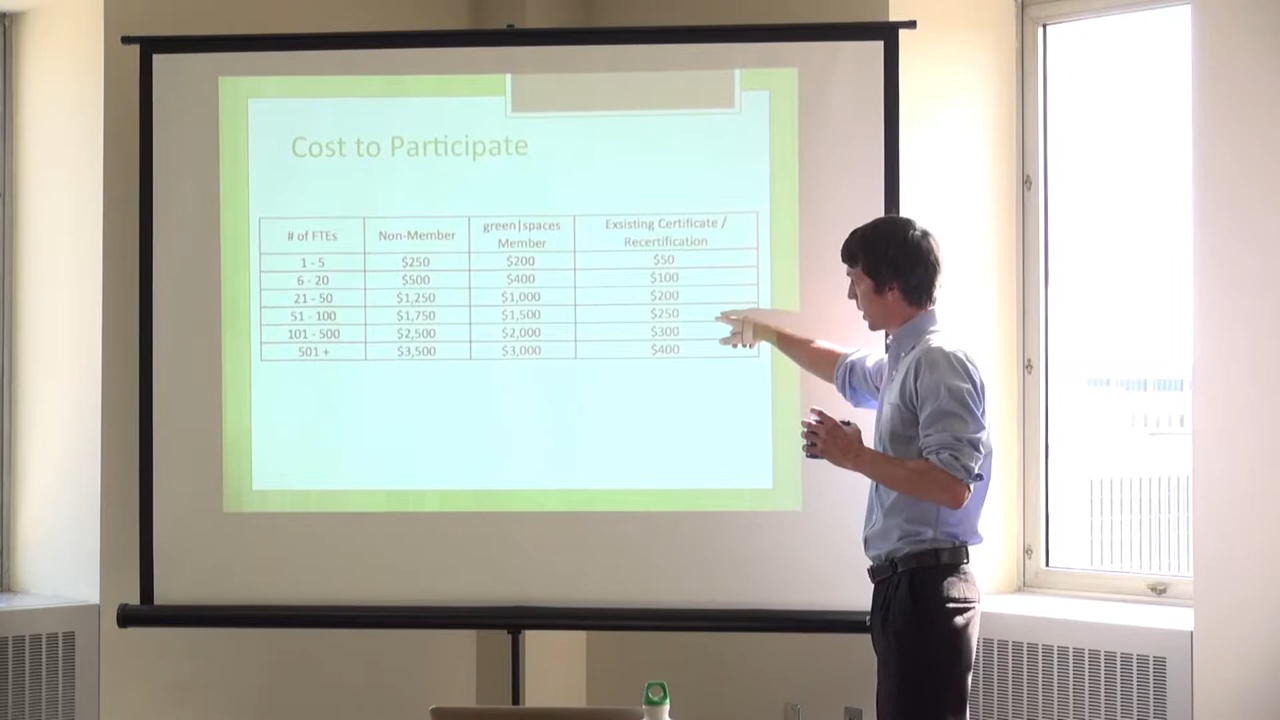 Cost to Participate
# of FTEs Non-Member green|spaces Member Exsisting Certificate / Recertification
1 - 5 $250 $200 $50
6 - 20 $500 $400 $100
21 - 50 $1,250 $1,000 $200
51 - 100 $1,750 $1,500 $250
101 - 500 $2,500 $2,000 $300
501 + $3,500 $3,000 $400